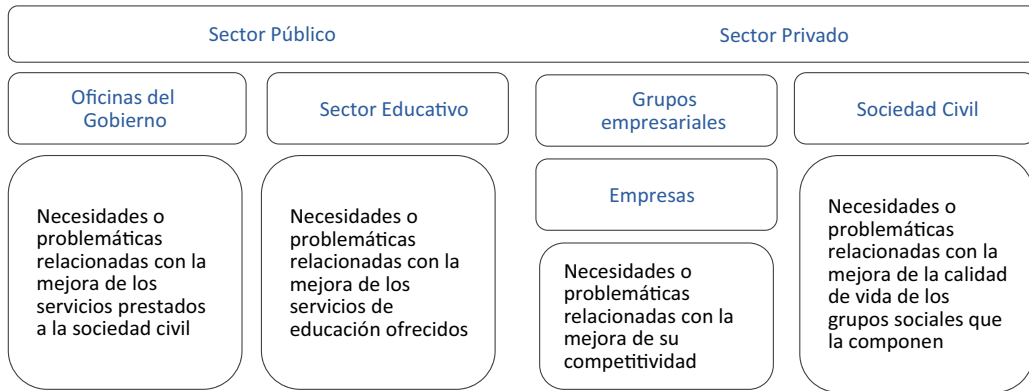 Sector Público
Sector Privado
Oficinas del
Gobierno
Sector Educativo
Grupos
empresariales
Sociedad Civil
Empresas
Necesidades o
problemáticas
relacionadas con la
mejora de los
servicios prestados
a la sociedad civil
Necesidades o
problemáticas
relacionadas con la
mejora de los
servicios de
educación ofrecidos
Necesidades o
problemáticas
relacionadas con la
mejora de su
competitividad
Necesidades o
problemáticas
relacionadas con la
mejora de la calidad
de vida de los
grupos sociales que
la componen